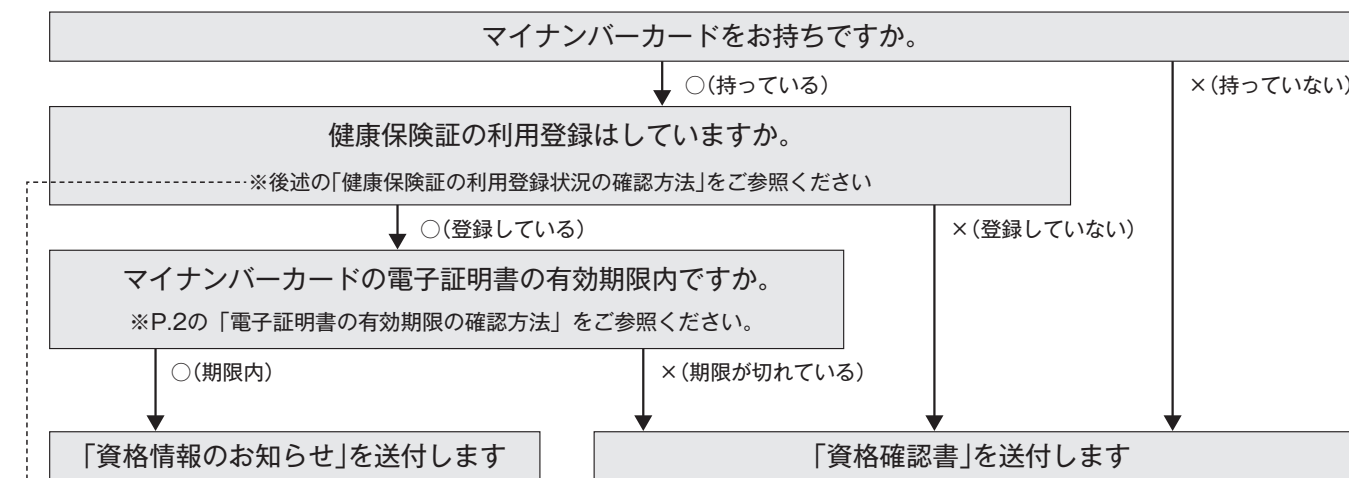 マイナンバーカードをお持ちですか。
○(持っている)
×(持っていない)
健康保険証の利用登録はしていますか。
※後述の｢健康保険証の利用登録状況の確認方法｣をご参照ください
○(登録している)
×(登録していない)
マイナンバーカードの電子証明書の有効期限内ですか。
※P.2の「電子証明書の有効期限の確認方法」をご参照ください。
○(期限内)
×(期限が切れている)
｢資格情報のお知らせ｣を送付します
｢資格確認書｣を送付します